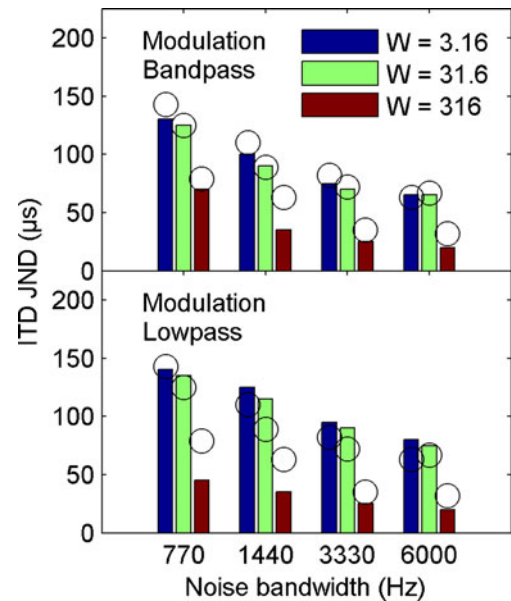 200
150
100
50
0
Modulation
Bandpass
W = 3.16
W = 31.6
W = 316
ITD JND (µs)
200
150
100
50
0
Modulation
Lowpass
770 1440 3330 6000
Noise bandwidth (Hz)